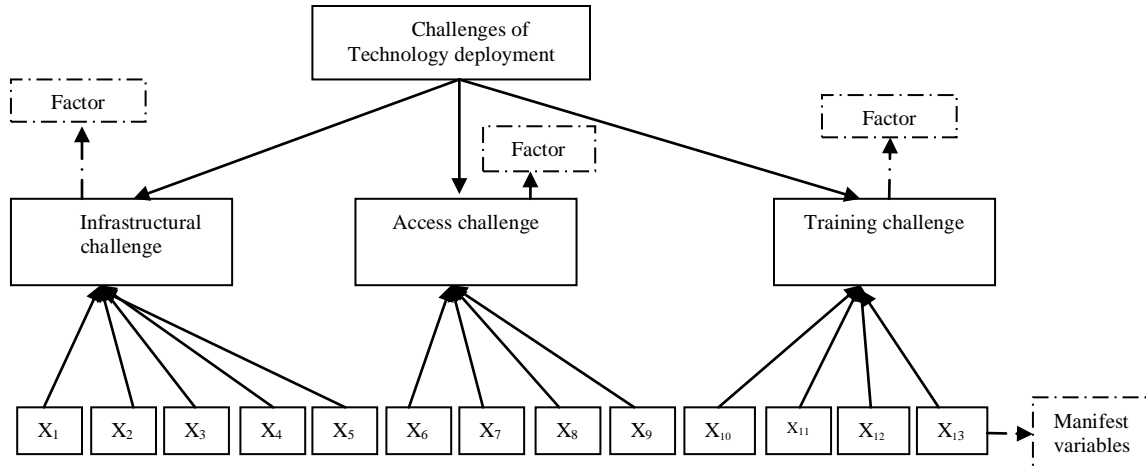 Challenges of
Technology deployment
Factor
Factor
Factor
Infrastructural
challenge
Access challenge
Training challenge
X₁ X₂ X₃ X₄ X₅ X₆ X₇ X₈ X₉ X₁₀ X₁₁ X₁₂ X₁₃
Manifest
variables